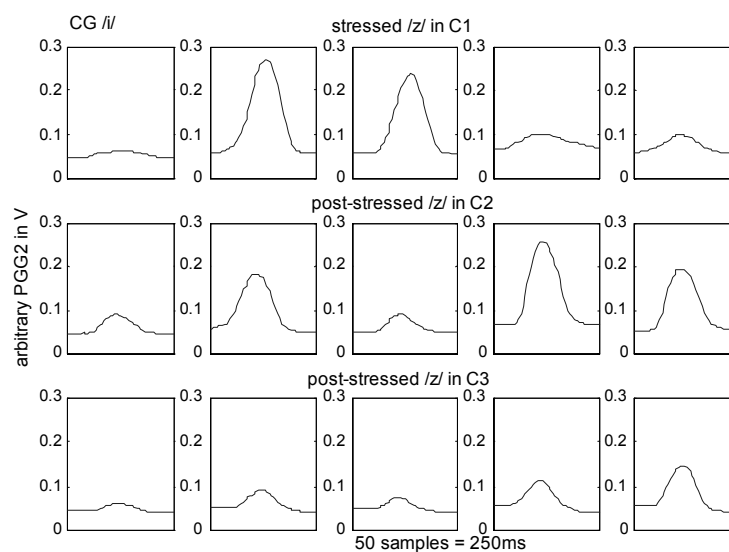 CG /i/
stressed /z/ in C1
0.3 0.3 0.3 0.3 0.3
0.2 0.2 0.2 0.2 0.2
0.1 0.1 0.1 0.1 0.1
0 0 0 0 0
post-stressed /z/ in C2
0.3 0.3 0.3 0.3 0.3
0.2 0.2 0.2 0.2 0.2
0.1 0.1 0.1 0.1 0.1
0 0 0 0 0
arbitrary PGG2 in V
post-stressed /z/ in C3
0.3 0.3 0.3 0.3 0.3
0.2 0.2 0.2 0.2 0.2
0.1 0.1 0.1 0.1 0.1
0 0 0 0 0
50 samples = 250ms